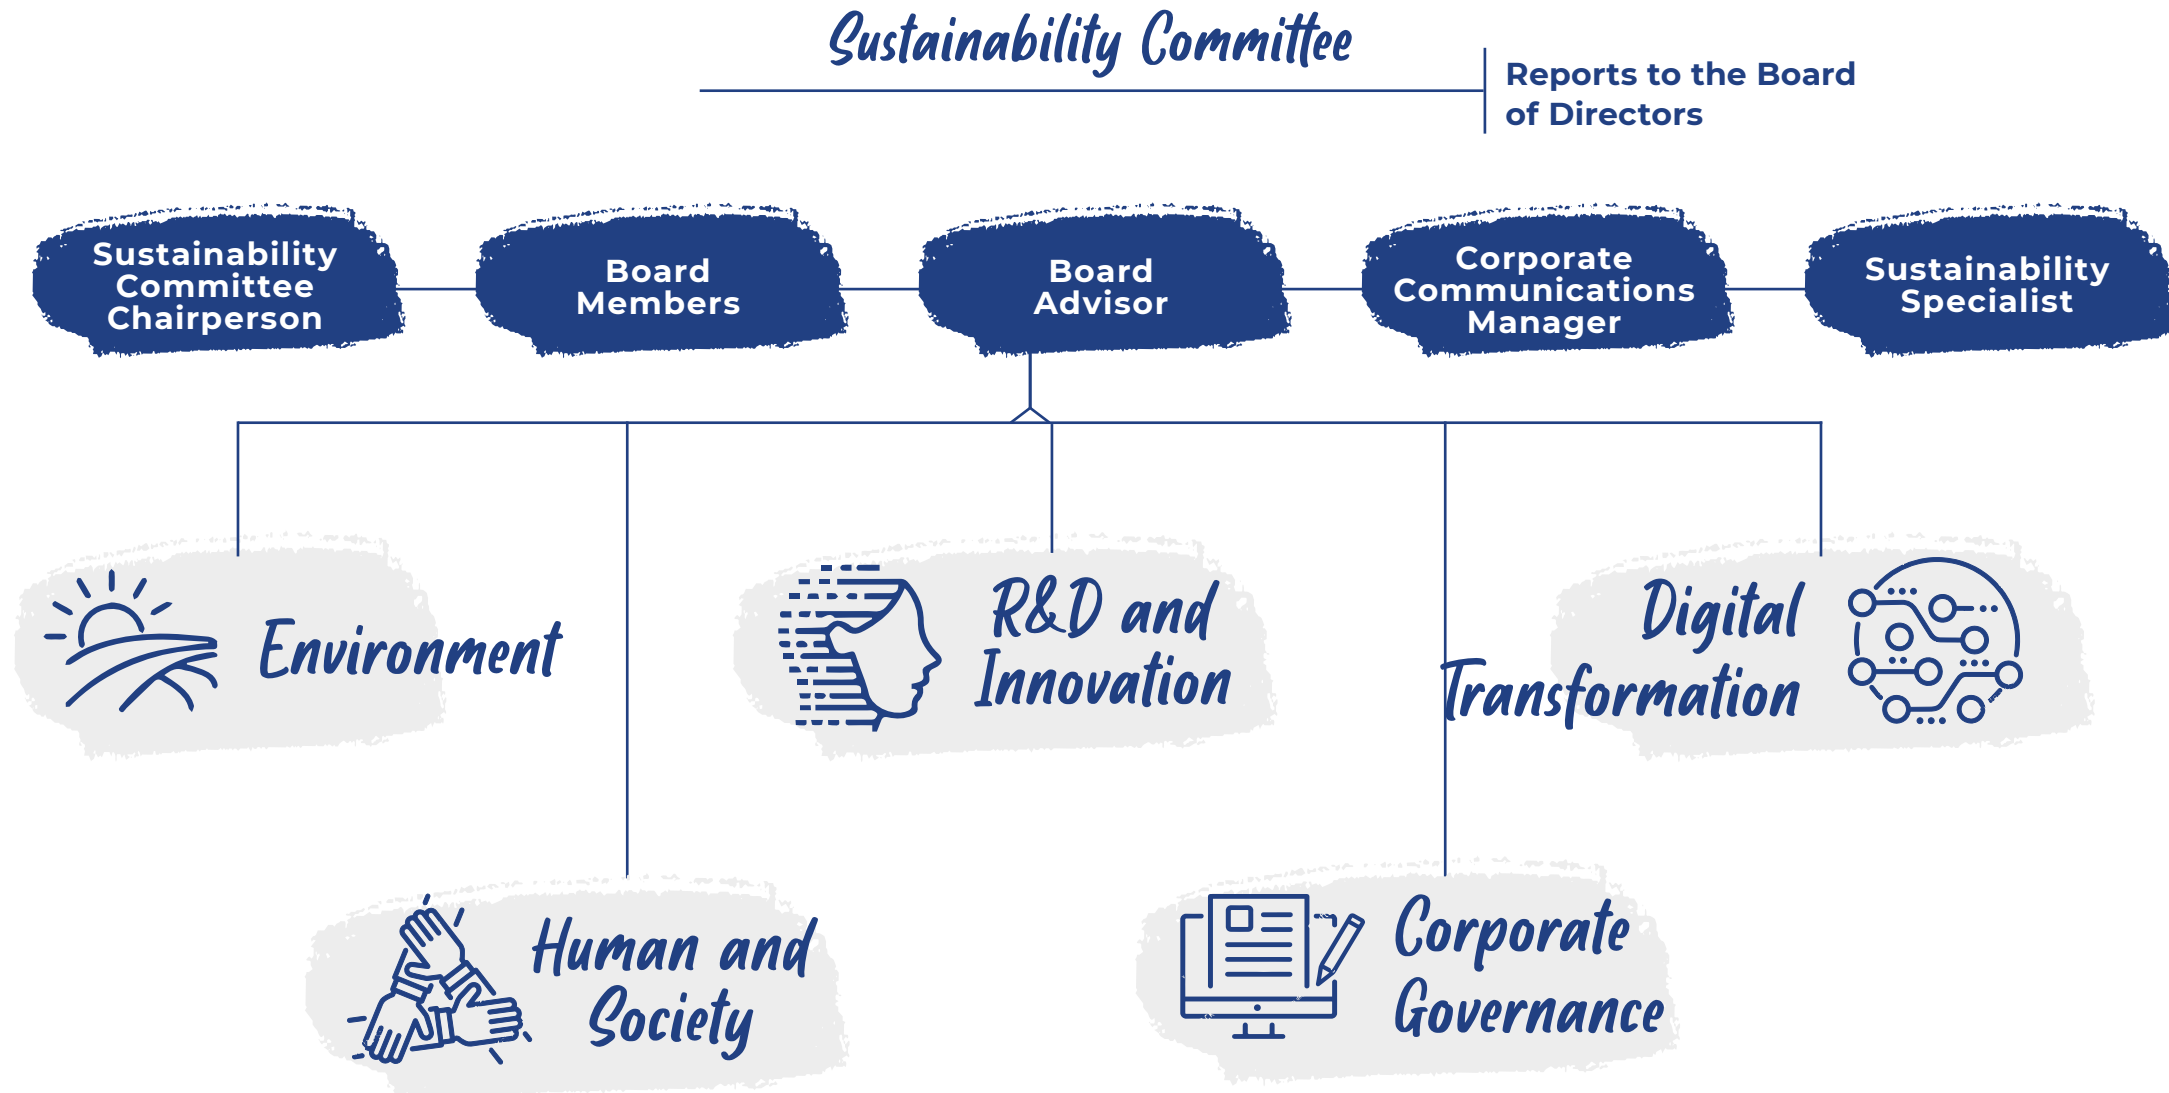 Sustainability Committee
Reports to the Board
of Directors
Sustainability
Committee
Chairperson
Board
Members
Board
Advisor
Corporate
Communications
Manager
Sustainability
Specialist
Environment
R&D and
Innovation
Digital
Transformation
Human and
Society
Corporate
Governance